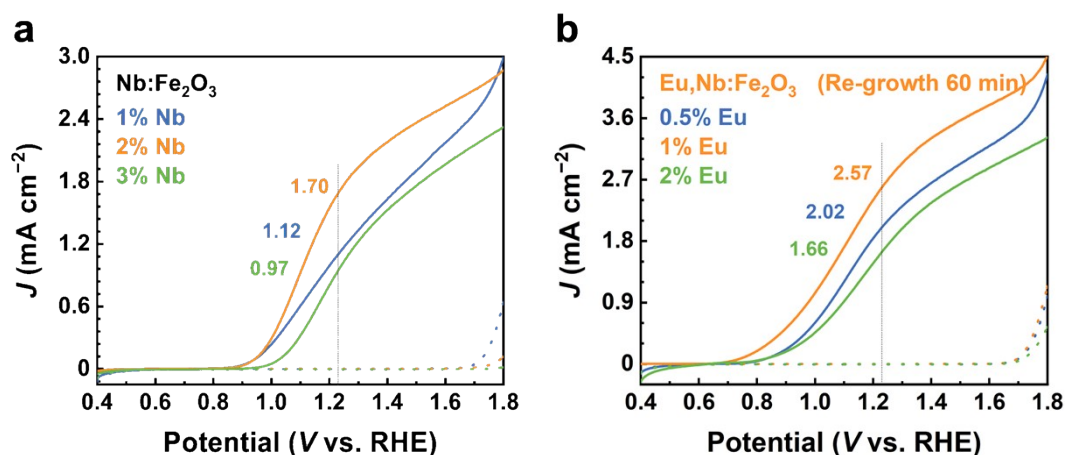 a
Nb:Fe₂O₃
1% Nb
2% Nb
3% Nb
1.70
1.12
0.97
3.0
2.4
1.8
1.2
0.6
0
0.4 0.6 0.8 1.0 1.2 1.4 1.6 1.8
J (mA cm⁻²)
Potential (V vs. RHE)
b
Eu,Nb:Fe₂O₃ (Re-growth 60 min)
0.5% Eu
1% Eu
2% Eu
2.57
2.02
1.66
4.5
3.6
2.7
1.8
0.9
0
0.4 0.6 0.8 1.0 1.2 1.4 1.6 1.8
J (mA cm⁻²)
Potential (V vs. RHE)